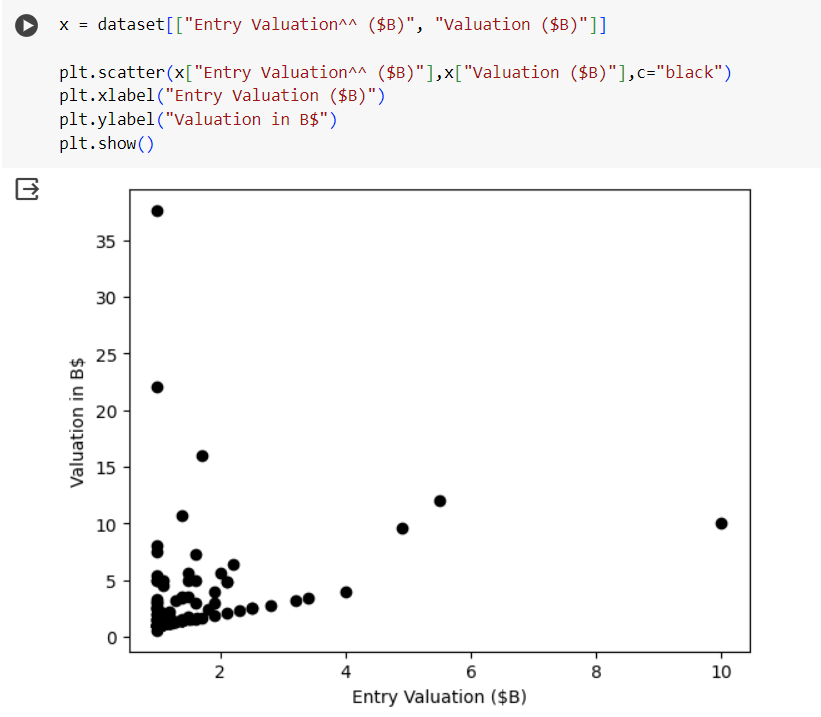 x = dataset[["Entry Valuation^^ ($B)", "Valuation ($B)"]]
plt.scatter(x["Entry Valuation^^ ($B)"],x["Valuation ($B)"],c="black")
plt.xlabel("Entry Valuation ($B)")
plt.ylabel("Valuation in B$")
plt.show()
35
30
25
20
15
10
5
0
Valuation in B$
2 4 6 8 10
Entry Valuation ($B)